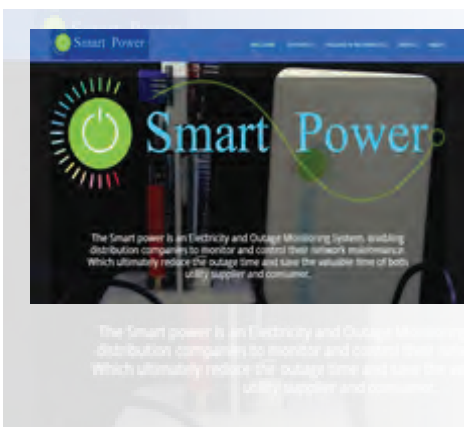 Smart Power
Smart Power
The Smart power is an Electricity and Outage Monitoring System, enabling
distribution companies to monitor and control their network maintenance.
Which ultimately reduce the outage time and save the valuable time of both
utility supplier and consumer.
The Smart power is an Electricity and Outage
distribution companies to monitor and control their
Which ultimately reduce the outage time and save the
utility supplier and consumer.